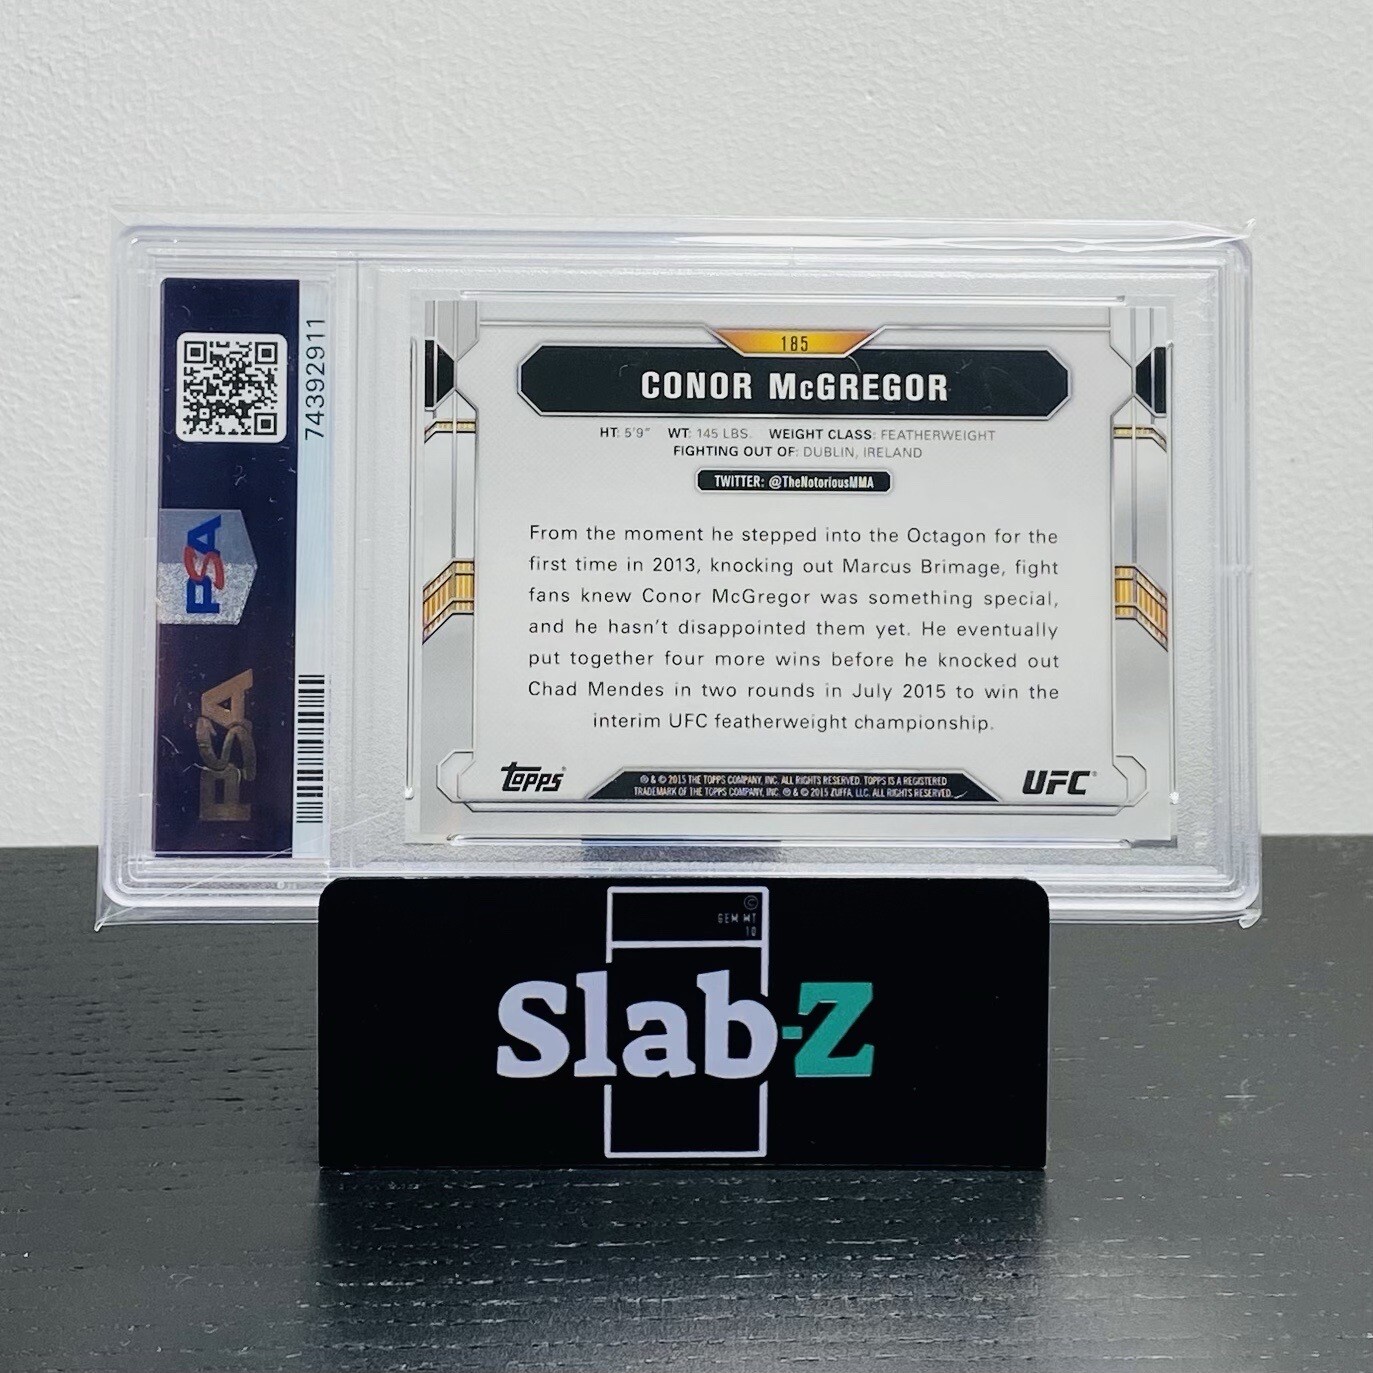 74392911
PSA
PSA
185
CONOR McGREGOR
HT: 5'9" WT: 145 LBS. WEIGHT CLASS: FEATHERWEIGHT
FIGHTING OUT OF: DUBLIN, IRELAND
TWITTER: @TheNotoriousMMA
From the moment he stepped into the Octagon for the
first time in 2013, knocking out Marcus Brimage, fight
fans knew Conor McGregor was something special,
and he hasn't disappointed them yet. He eventually
put together four more wins before he knocked out
Chad Mendes in two rounds in July 2015 to win the
interim UFC featherweight championship.
Topps®
® & © 2015 THE TOPPS COMPANY, INC. ALL RIGHTS RESERVED. TOPPS IS A REGISTERED
TRADEMARK OF THE TOPPS COMPANY, INC. ® & © 2015 ZUFFA, LLC. ALL RIGHTS RESERVED.
UFC®
©
GEM MT
10
Slab-Z